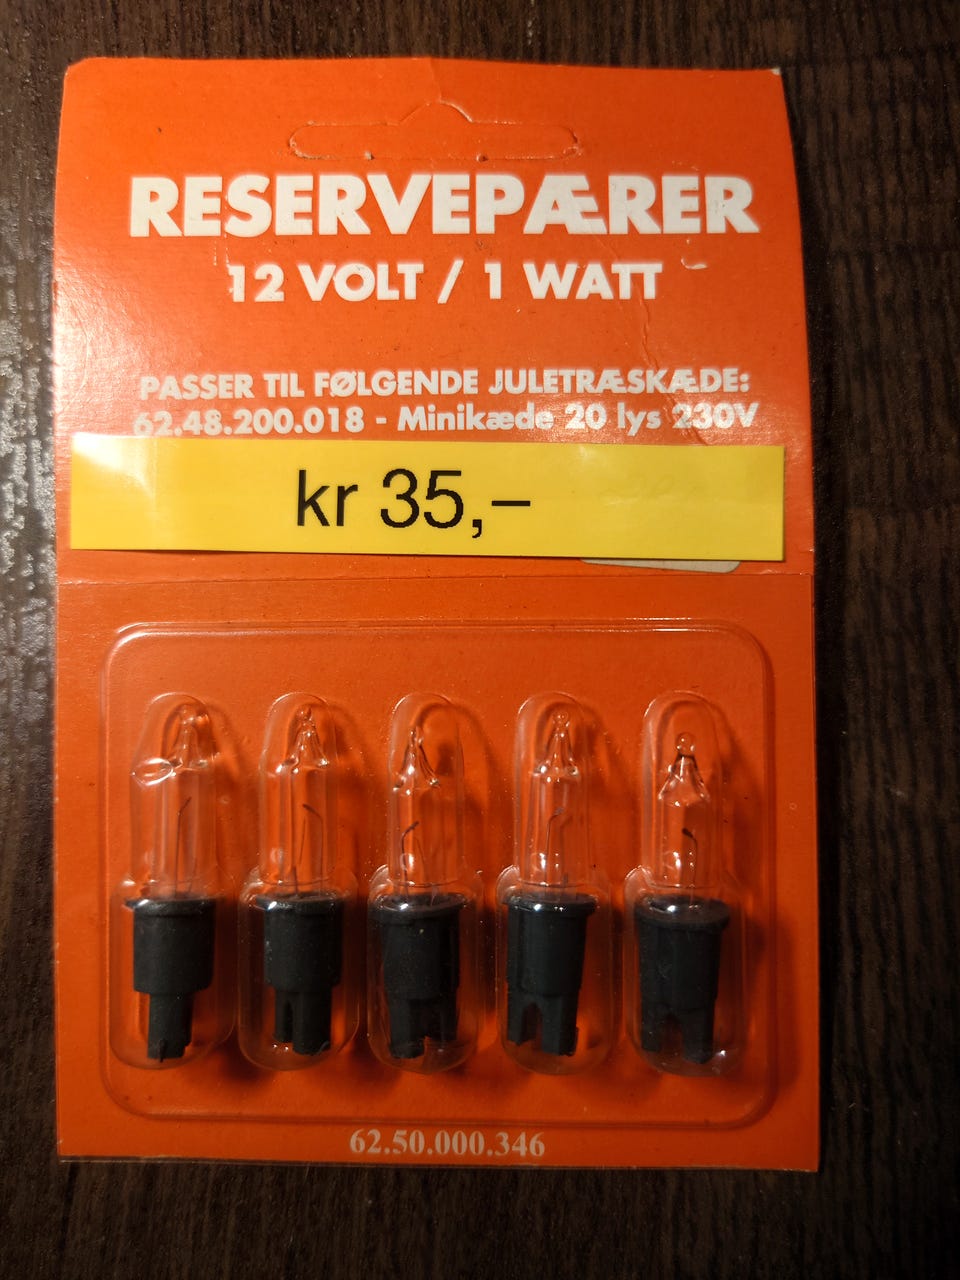 RESERVEPÆRER
12 VOLT / 1 WATT
PASSER TIL FØLGENDE JULETRÆSKÆDE:
62.48.200.018 - Minikæde 20 lys 230V
kr 35,-
62.50.000.346